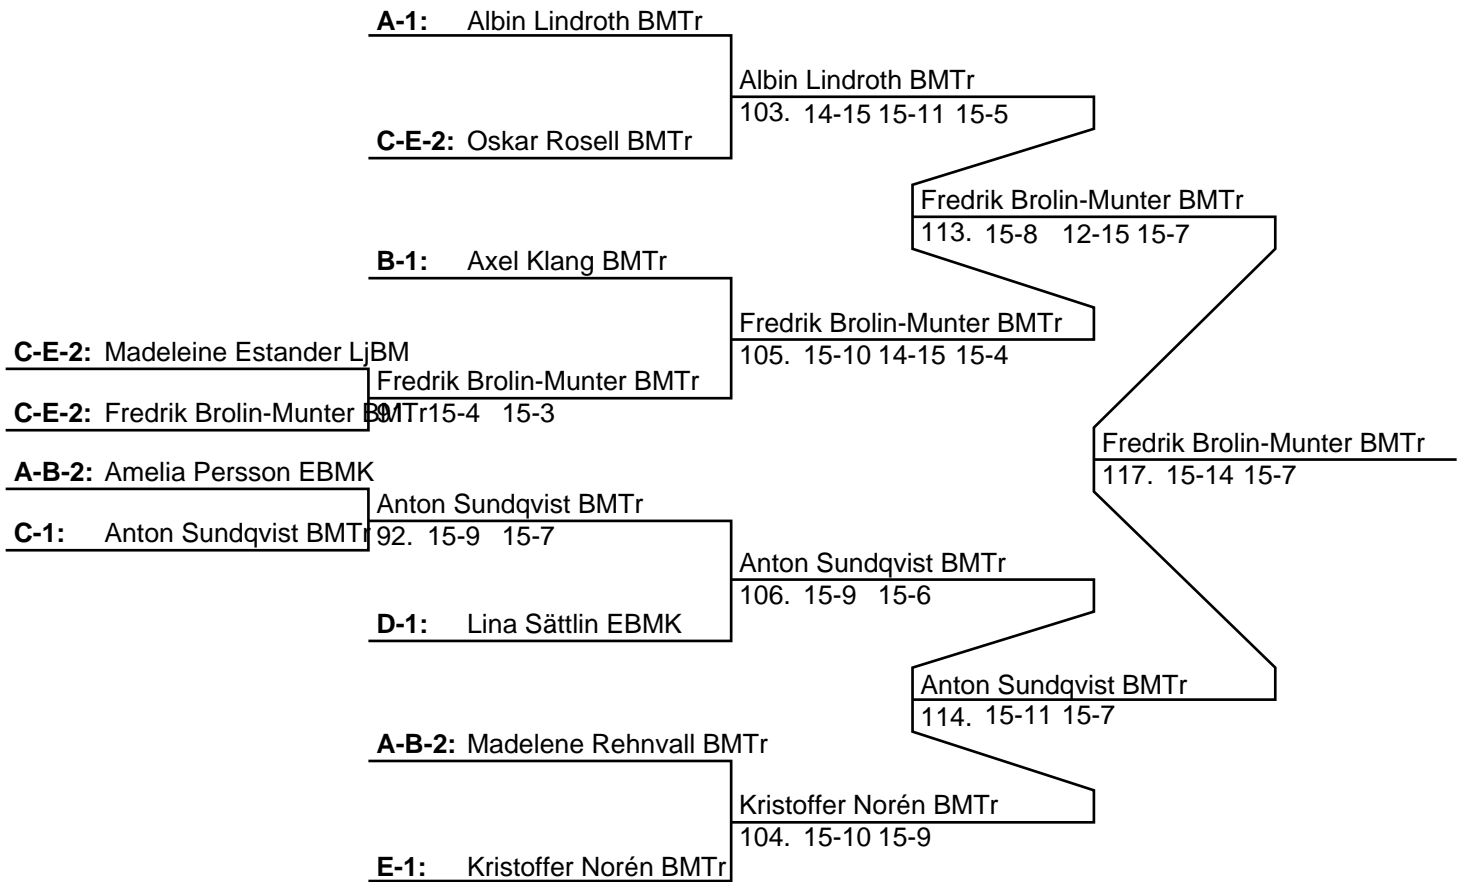 A-1: Albin Lindroth BMTr
Albin Lindroth BMTr
103. 14-15 15-11 15-5
C-E-2: Oskar Rosell BMTr
Fredrik Brolin-Munter BMTr
113. 15-8 12-15 15-7
B-1: Axel Klang BMTr
Fredrik Brolin-Munter BMTr
105. 15-10 14-15 15-4
C-E-2: Madeleine Estander LjBM
Fredrik Brolin-Munter BMTr
C-E-2: Fredrik Brolin-Munter BMTr
91. 15-4 15-3
Fredrik Brolin-Munter BMTr
117. 15-14 15-7
A-B-2: Amelia Persson EBMK
Anton Sundqvist BMTr
C-1: Anton Sundqvist BMTr
92. 15-9 15-7
Anton Sundqvist BMTr
106. 15-9 15-6
D-1: Lina Sättlin EBMK
Anton Sundqvist BMTr
114. 15-11 15-7
A-B-2: Madelene Rehnvall BMTr
Kristoffer Norén BMTr
104. 15-10 15-9
E-1: Kristoffer Norén BMTr